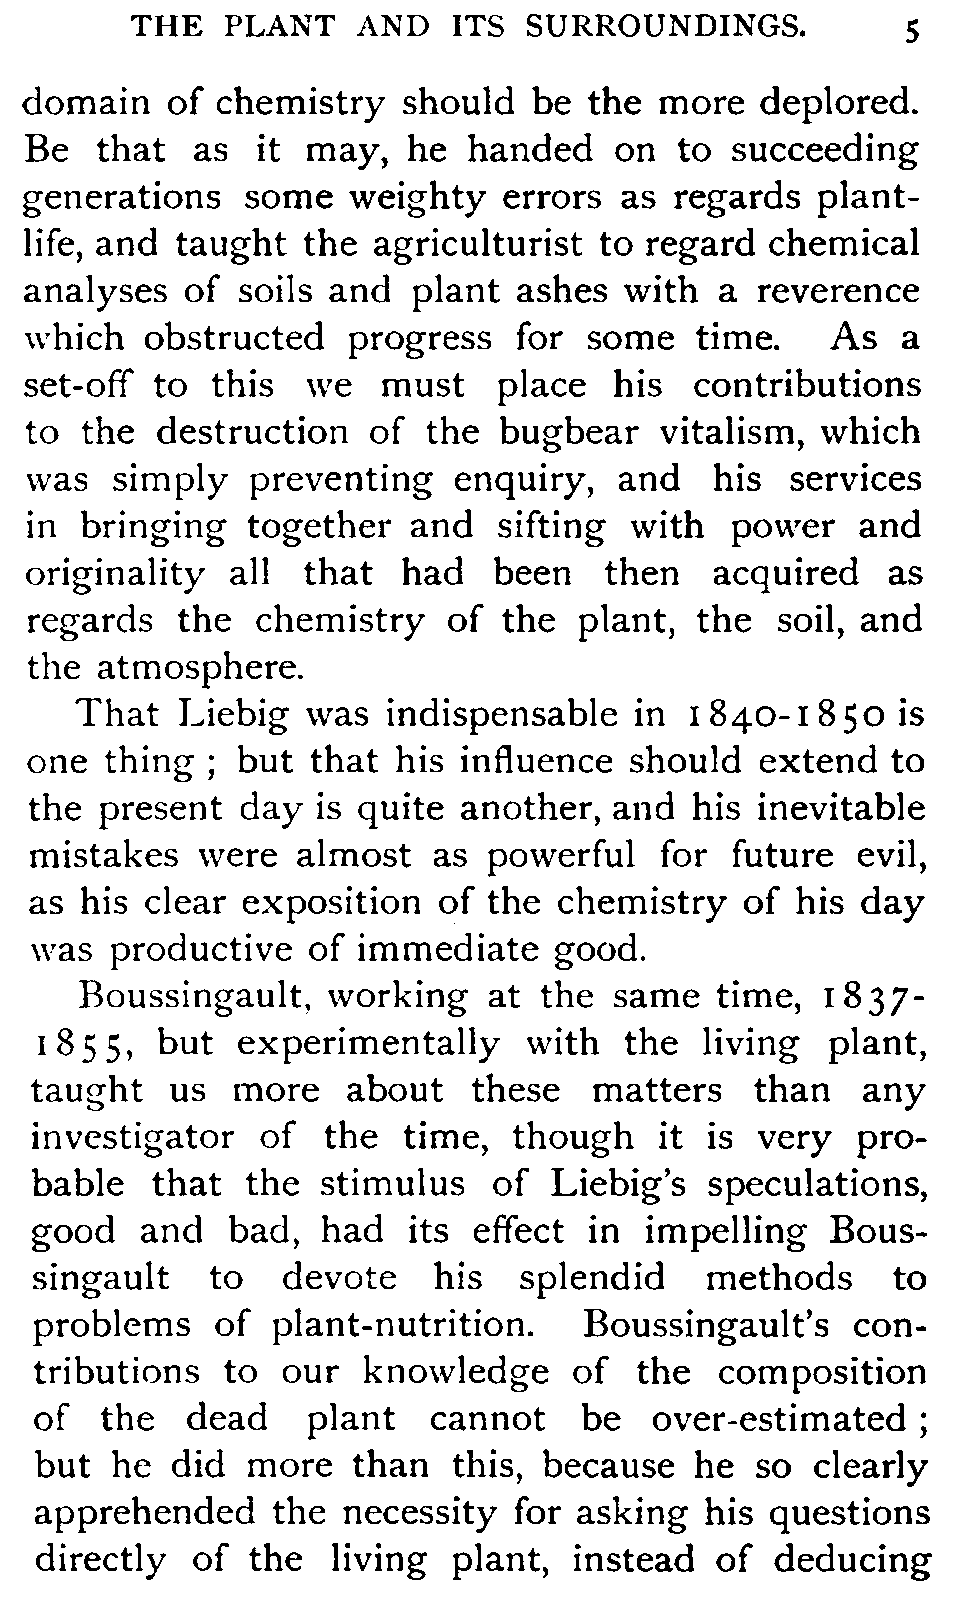 THE PLANT AND ITS SURROUNDINGS. 5
domain of chemistry should be the more deplored.
Be that as it may, he handed on to succeeding
generations some weighty errors as regards plant-
life, and taught the agriculturist to regard chemical
analyses of soils and plant ashes with a reverence
which obstructed progress for some time. As a
set-off to this we must place his contributions
to the destruction of the bugbear vitalism, which
was simply preventing enquiry, and his services
in bringing together and sifting with power and
originality all that had been then acquired as
regards the chemistry of the plant, the soil, and
the atmosphere.
That Liebig was indispensable in 1840-1850 is
one thing ; but that his influence should extend to
the present day is quite another, and his inevitable
mistakes were almost as powerful for future evil,
as his clear exposition of the chemistry of his day
was productive of immediate good.
Boussingault, working at the same time, 1837-
1855, but experimentally with the living plant,
taught us more about these matters than any
investigator of the time, though it is very pro-
bable that the stimulus of Liebig's speculations,
good and bad, had its effect in impelling Bous-
singault to devote his splendid methods to
problems of plant-nutrition. Boussingault's con-
tributions to our knowledge of the composition
of the dead plant cannot be over-estimated ;
but he did more than this, because he so clearly
apprehended the necessity for asking his questions
directly of the living plant, instead of deducing